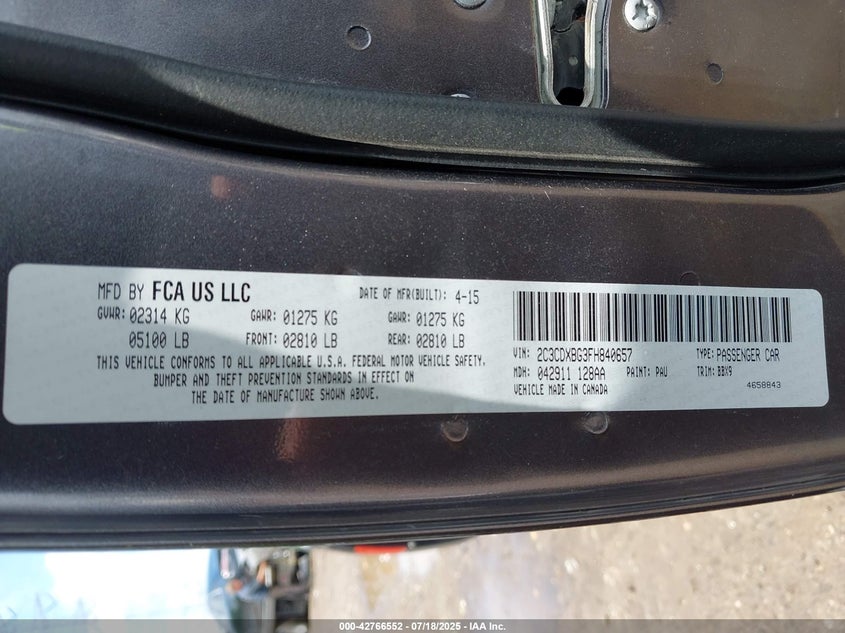 MFD BY FCA US LLC DATE OF MFR(BUILT): 4-15
GVWR: 02314 KG GAWR: 01275 KG GAWR: 01275 KG
05100 LB FRONT: 02810 LB REAR: 02810 LB
THIS VEHICLE CONFORMS TO ALL APPLICABLE U.S.A. FEDERAL MOTOR VEHICLE SAFETY,
BUMPER AND THEFT PREVENTION STANDARDS IN EFFECT ON
THE DATE OF MANUFACTURE SHOWN ABOVE.
VIN: 2C3CDXBG3FH840657 TYPE: PASSENGER CAR
MDH: 042911 128AA PAINT: PAU TRIM: BBX9
VEHICLE MADE IN CANADA 4658843
000-42766552 — 07/18/2025 — IAA Inc.